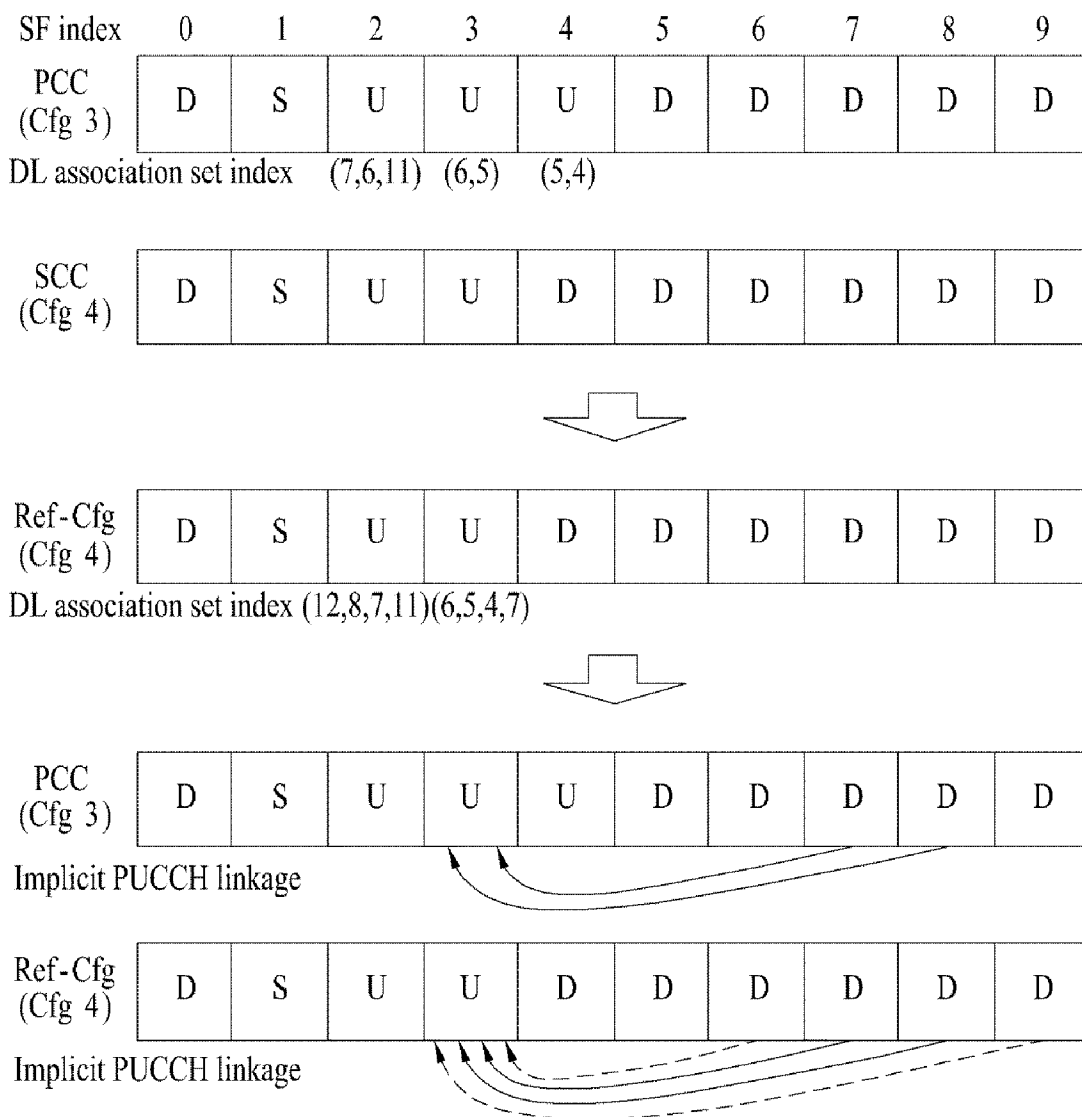 SF index 0 1 2 3 4 5 6 7 8 9
PCC
(Cfg 3)
D S U U U D D D D D
DL association set index (7,6,11) (6,5) (5,4)
SCC
(Cfg 4)
D S U U D D D D D D
Ref-Cfg
(Cfg 4)
D S U U D D D D D D
DL association set index (12,8,7,11)(6,5,4,7)
PCC
(Cfg 3)
D S U U U D D D D D
Implicit PUCCH linkage
Ref-Cfg
(Cfg 4)
D S U U D D D D D D
Implicit PUCCH linkage